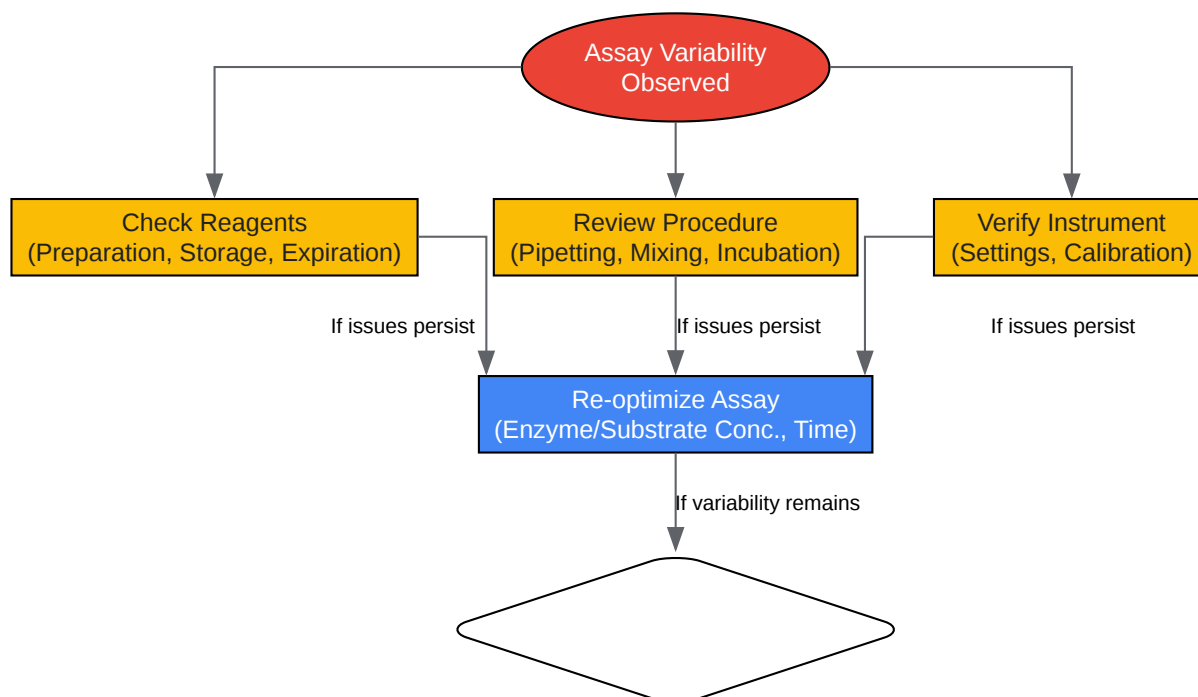 Assay Variability
Observed
Check Reagents
(Preparation, Storage, Expiration)
Review Procedure
(Pipetting, Mixing, Incubation)
Verify Instrument
(Settings, Calibration)
If issues persist
If issues persist
If issues persist
Re-optimize Assay
(Enzyme/Substrate Conc., Time)
If variability remains